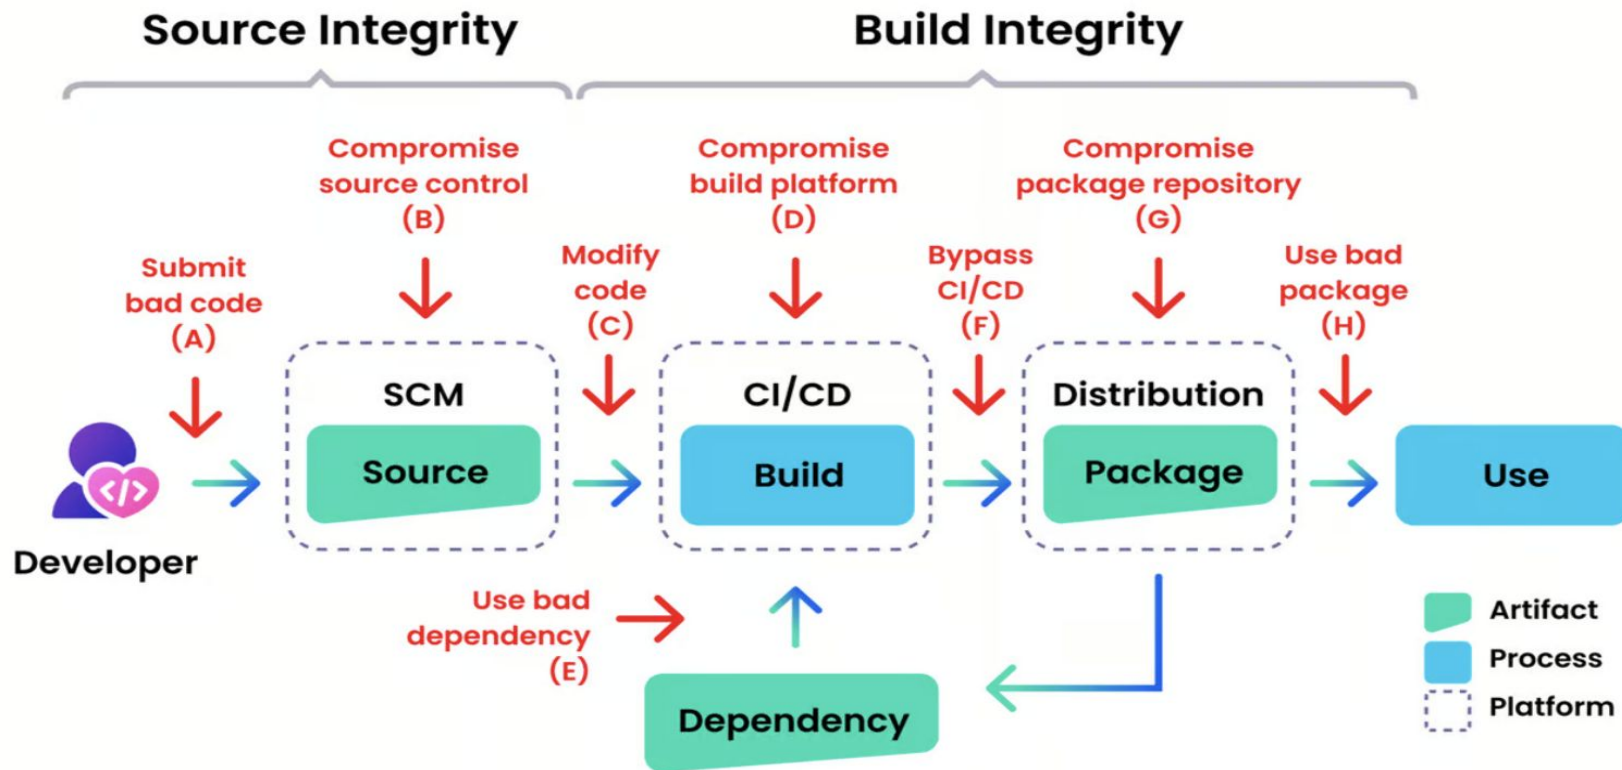 Source Integrity
Build Integrity
Compromise
source control
(B)
Compromise
build platform
(D)
Compromise
package repository
(G)
Submit
bad code
(A)
Modify
code
(C)
Bypass
CI/CD
(F)
Use bad
package
(H)
SCM
Source
CI/CD
Build
Distribution
Package
Use
</>
Developer
Use bad
dependency
(E)
Dependency
Artifact
Process
Platform